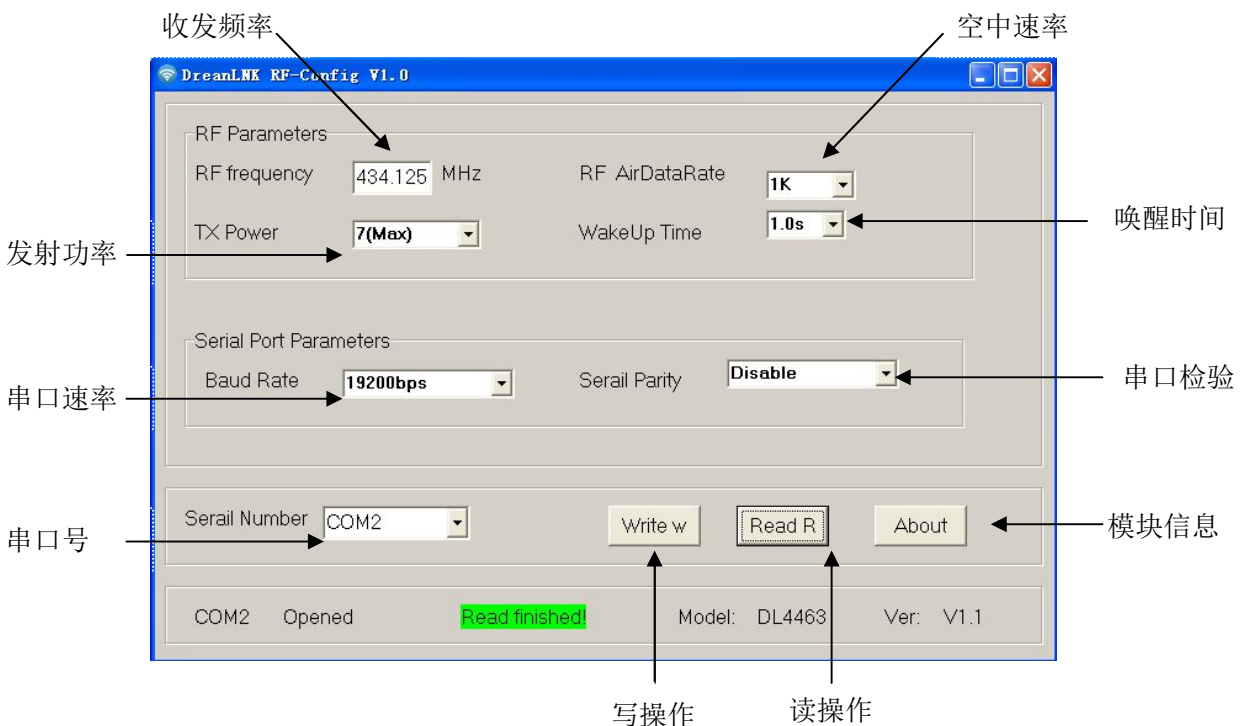 收发频率
空中速率
DreanLNK RF-Config V1.0
RF Parameters
RF frequency 434.125 MHz RF AirDataRate 1K
TX Power 7(Max) WakeUp Time 1.0s
唤醒时间
发射功率
Serial Port Parameters
Baud Rate 19200bps Serail Parity Disable
串口速率
串口检验
Serail Number COM2 Write w Read R About
串口号
模块信息
COM2 Opened Read finished! Model: DL4463 Ver: V1.1
写操作
读操作